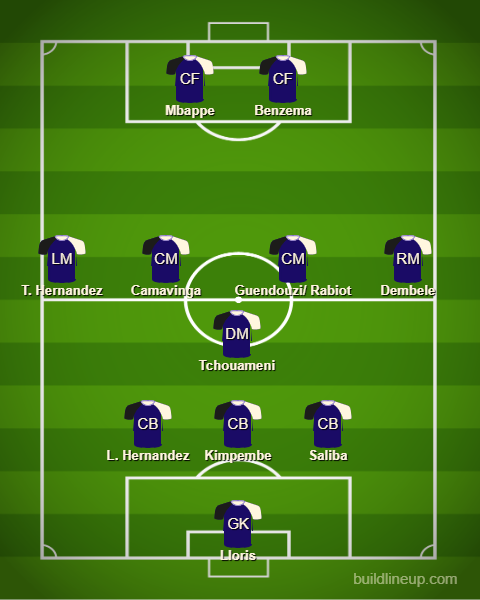 CF CF
Mbappe Benzema
LM CM CM RM
T. Hernandez Camavinga Guendouzi/ Rabiot Dembele
DM
Tchouameni
CB CB CB
L. Hernandez Kimpembe Saliba
GK
Lloris
buildlineup.com